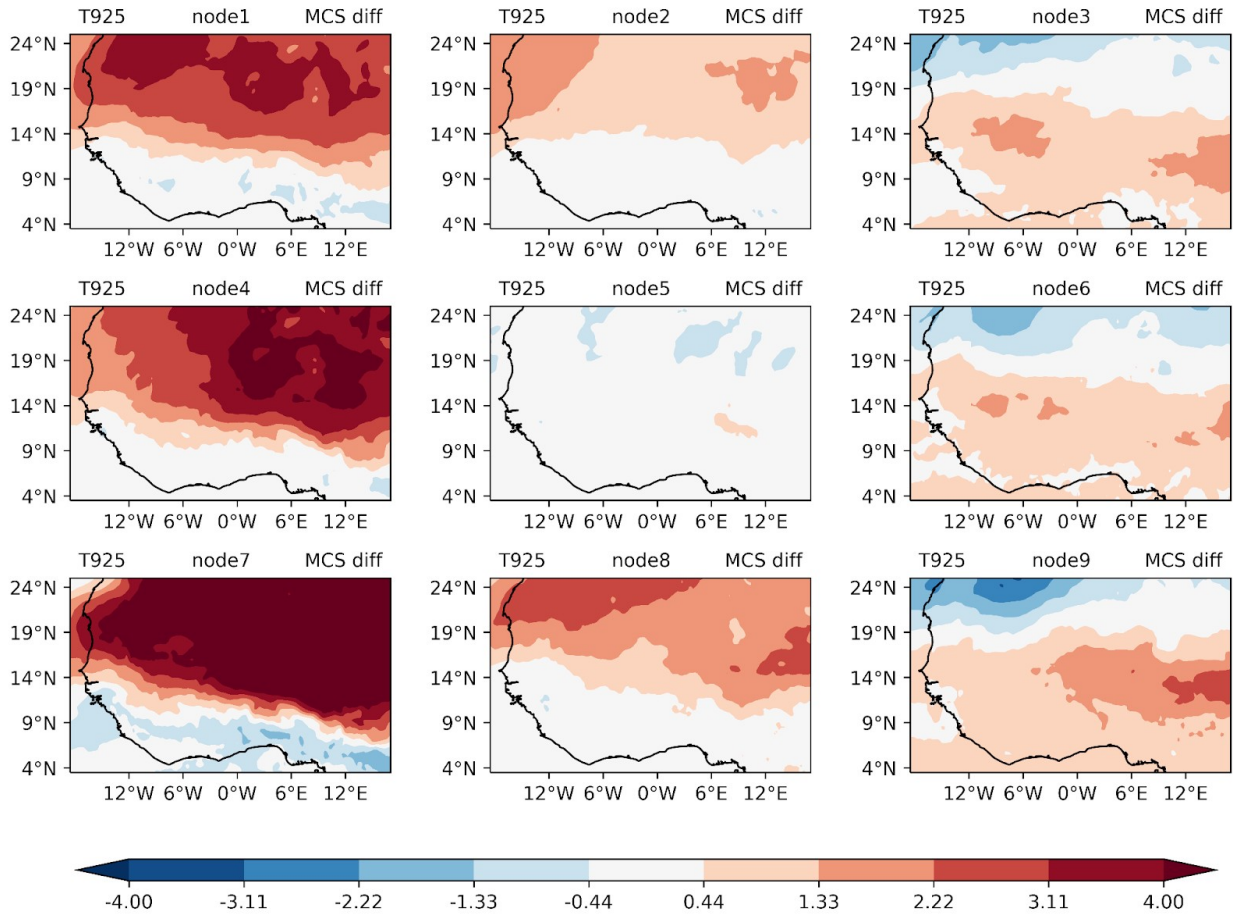 T925 node1 MCS diff T925 node2 MCS diff T925 node3 MCS diff
24°N 24°N 24°N
19°N 19°N 19°N
14°N 14°N 14°N
9°N 9°N 9°N
4°N 4°N 4°N
12°W 6°W 0°W 6°E 12°E 12°W 6°W 0°W 6°E 12°E 12°W 6°W 0°W 6°E 12°E
T925 node4 MCS diff T925 node5 MCS diff T925 node6 MCS diff
24°N 24°N 24°N
19°N 19°N 19°N
14°N 14°N 14°N
9°N 9°N 9°N
4°N 4°N 4°N
12°W 6°W 0°W 6°E 12°E 12°W 6°W 0°W 6°E 12°E 12°W 6°W 0°W 6°E 12°E
T925 node7 MCS diff T925 node8 MCS diff T925 node9 MCS diff
24°N 24°N 24°N
19°N 19°N 19°N
14°N 14°N 14°N
9°N 9°N 9°N
4°N 4°N 4°N
12°W 6°W 0°W 6°E 12°E 12°W 6°W 0°W 6°E 12°E 12°W 6°W 0°W 6°E 12°E
-4.00 -3.11 -2.22 -1.33 -0.44 0.44 1.33 2.22 3.11 4.00